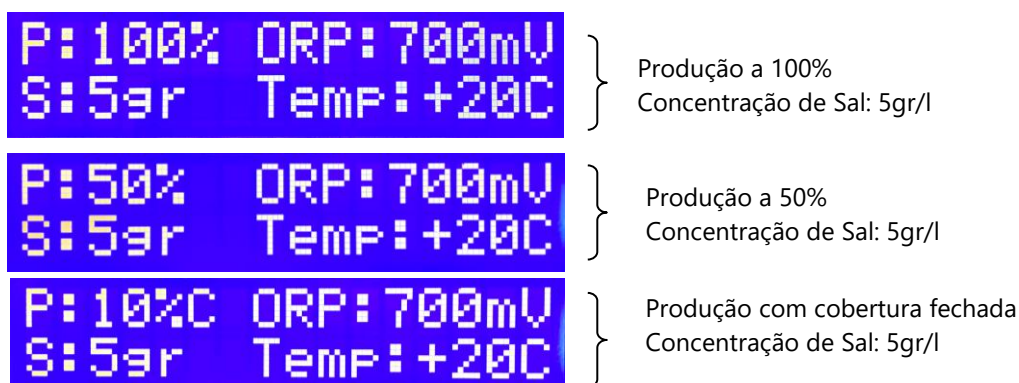 P:100% ORP:700mV
S:5gr Temp:+20C
Produção a 100%
Concentração de Sal: 5gr/l
P:50% ORP:700mV
S:5gr Temp:+20C
Produção a 50%
Concentração de Sal: 5gr/l
P:10%C ORP:700mV
S:5gr Temp:+20C
Produção com cobertura fechada
Concentração de Sal: 5gr/l